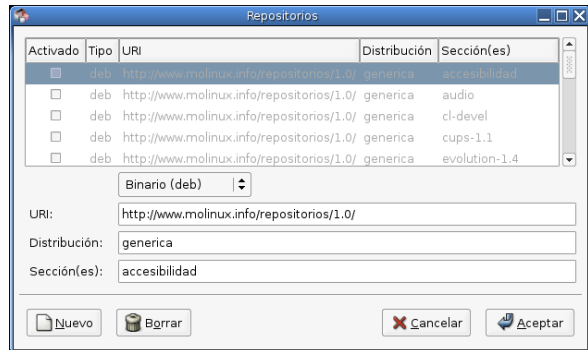 Repositorios
Activado Tipo URI Distribución Sección(es)
deb http://www.molinux.info/repositorios/1.0/ generica accesibilidad
deb http://www.molinux.info/repositorios/1.0/ generica audio
deb http://www.molinux.info/repositorios/1.0/ generica cl-devel
deb http://www.molinux.info/repositorios/1.0/ generica cups-1.1
deb http://www.molinux.info/repositorios/1.0/ generica evolution-1.4
Binario (deb)
URI: http://www.molinux.info/repositorios/1.0/
Distribución: generica
Sección(es): accesibilidad
Nuevo Borrar Cancelar Aceptar